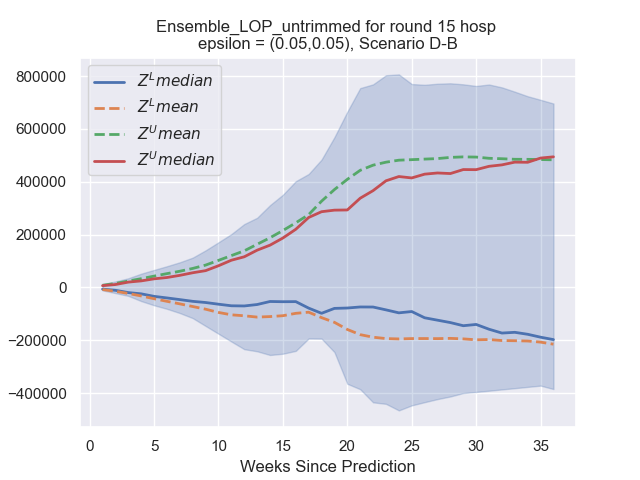 Ensemble_LOP_untrimmed for round 15 hosp
epsilon = (0.05,0.05), Scenario D-B
Z^L median
Z^L mean
Z^U mean
Z^U median
800000
600000
400000
200000
0
−200000
−400000
0 5 10 15 20 25 30 35
Weeks Since Prediction